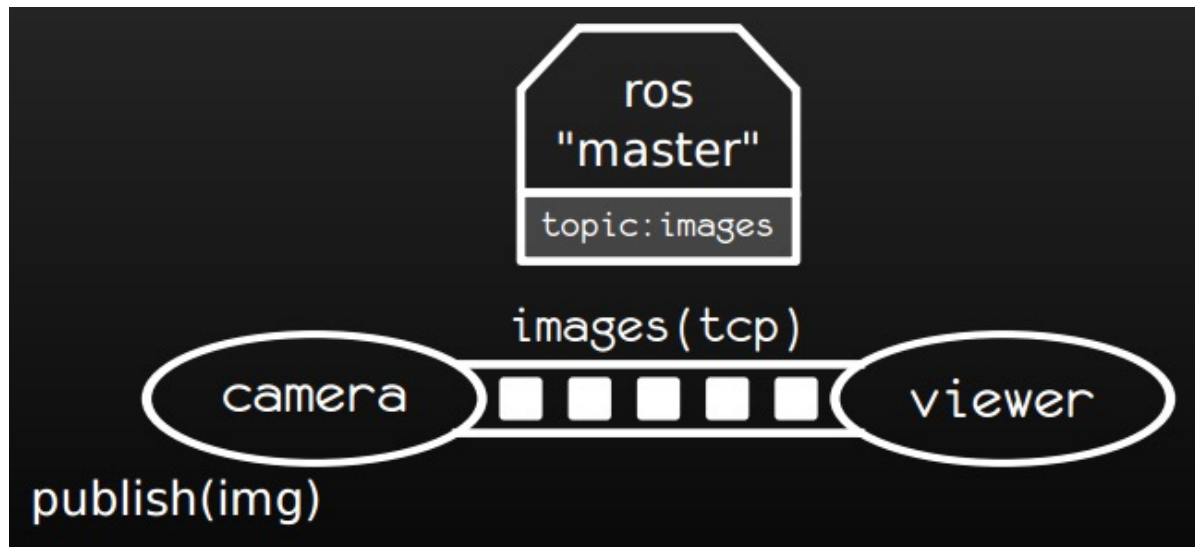 ros
"master"
topic:images
images(tcp)
camera
viewer
publish(img)